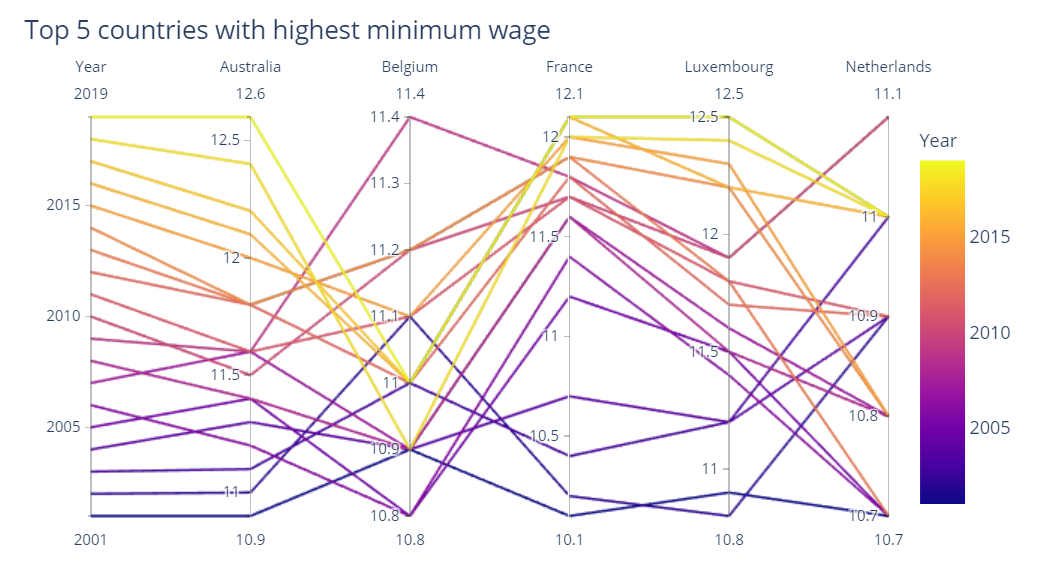 Top 5 countries with highest minimum wage
Year Australia Belgium France Luxembourg Netherlands
2019 12.6 11.4 12.1 12.5 11.1
11.4 12.5
12.5 12 Year
11.3
2015 11 2015
11.2 11.5 12
12
11.1 10.9
2010 11 11.5 2010
11.5 11
10.8
2005 10.9 10.5 2005
11 11
10.8 10.7
2001 10.9 10.8 10.1 10.8 10.7